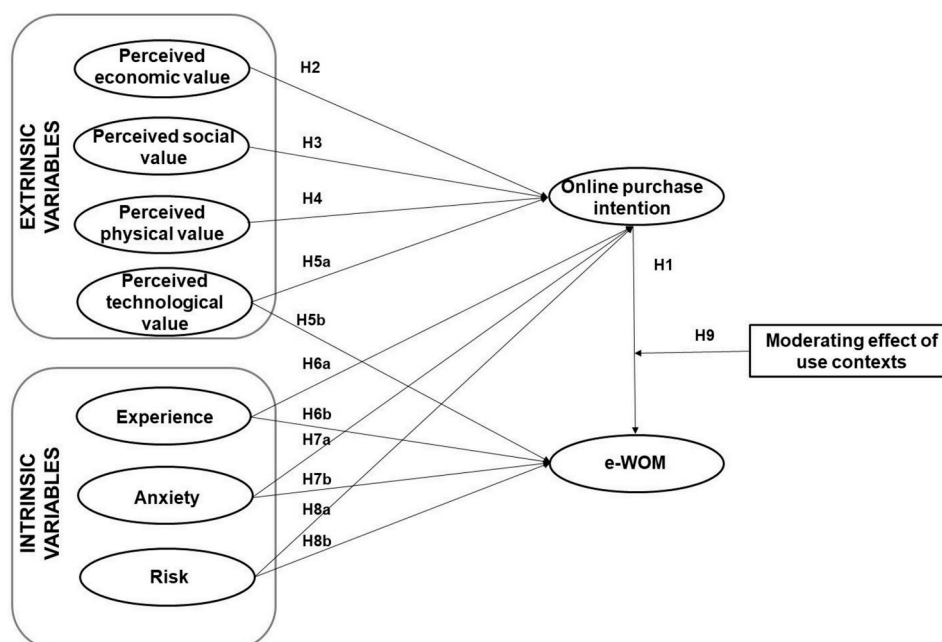 EXTRINSIC
VARIABLES
Perceived
economic value
Perceived social
value
Perceived
physical value
Perceived
technological
value
H2
H3
H4
H5a
H5b
Online purchase
intention
H1
H9
Moderating effect of
use contexts
INTRINSIC
VARIABLES
Experience
Anxiety
Risk
H6a
H6b
H7a
H7b
H8a
H8b
e-WOM